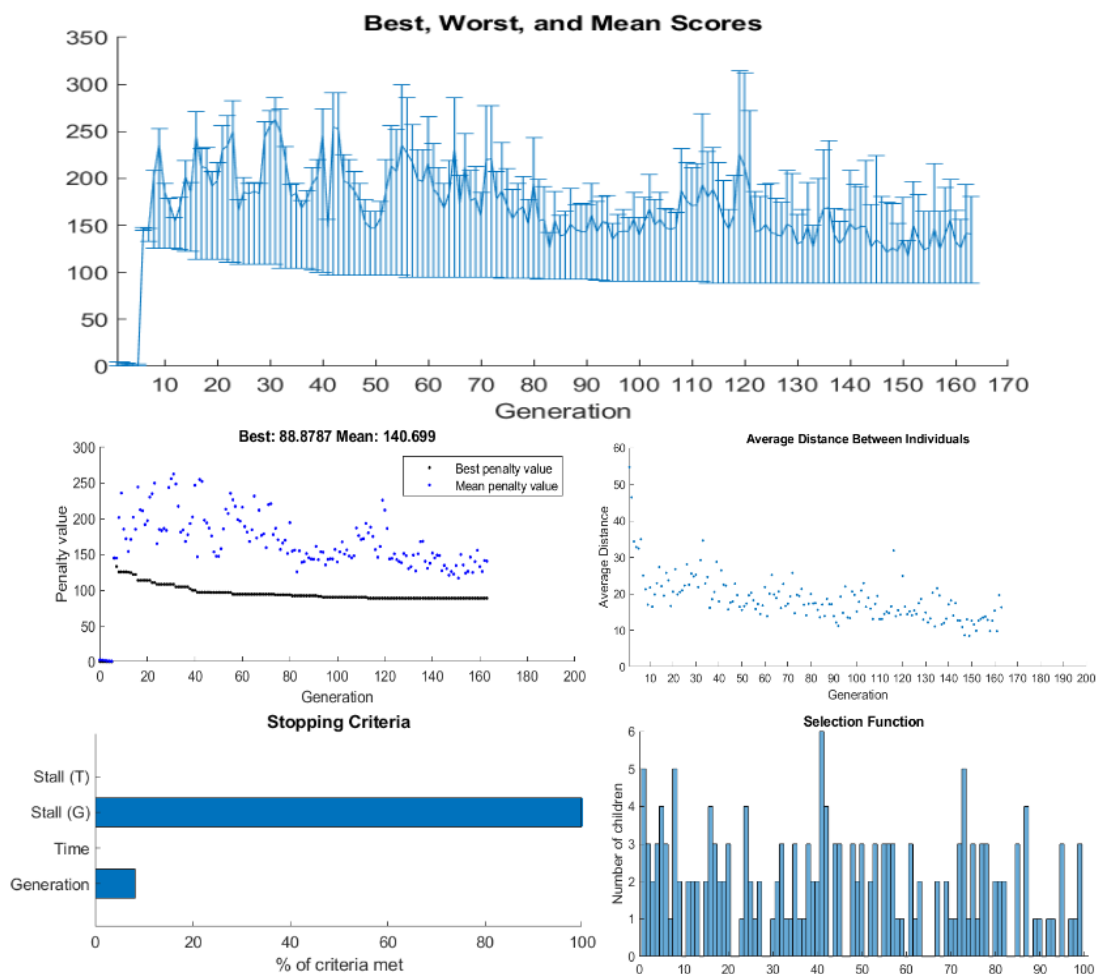 Best, Worst, and Mean Scores
350
300
250
200
150
100
50
0
10 20 30 40 50 60 70 80 90 100 110 120 130 140 150 160 170
Generation
Best: 88.8787 Mean: 140.699
300
250
200
150
100
50
0
Penalty value
Best penalty value
Mean penalty value
0 20 40 60 80 100 120 140 160 180 200
Generation
Average Distance Between Individuals
60
50
40
30
20
10
0
Average Distance
10 20 30 40 50 60 70 80 90 100 110 120 130 140 150 160 170 180 190 200
Generation
Stopping Criteria
Stall (T)
Stall (G)
Time
Generation
0 20 40 60 80 100
% of criteria met
Selection Function
6
5
4
3
2
1
0
Number of children
0 10 20 30 40 50 60 70 80 90 100